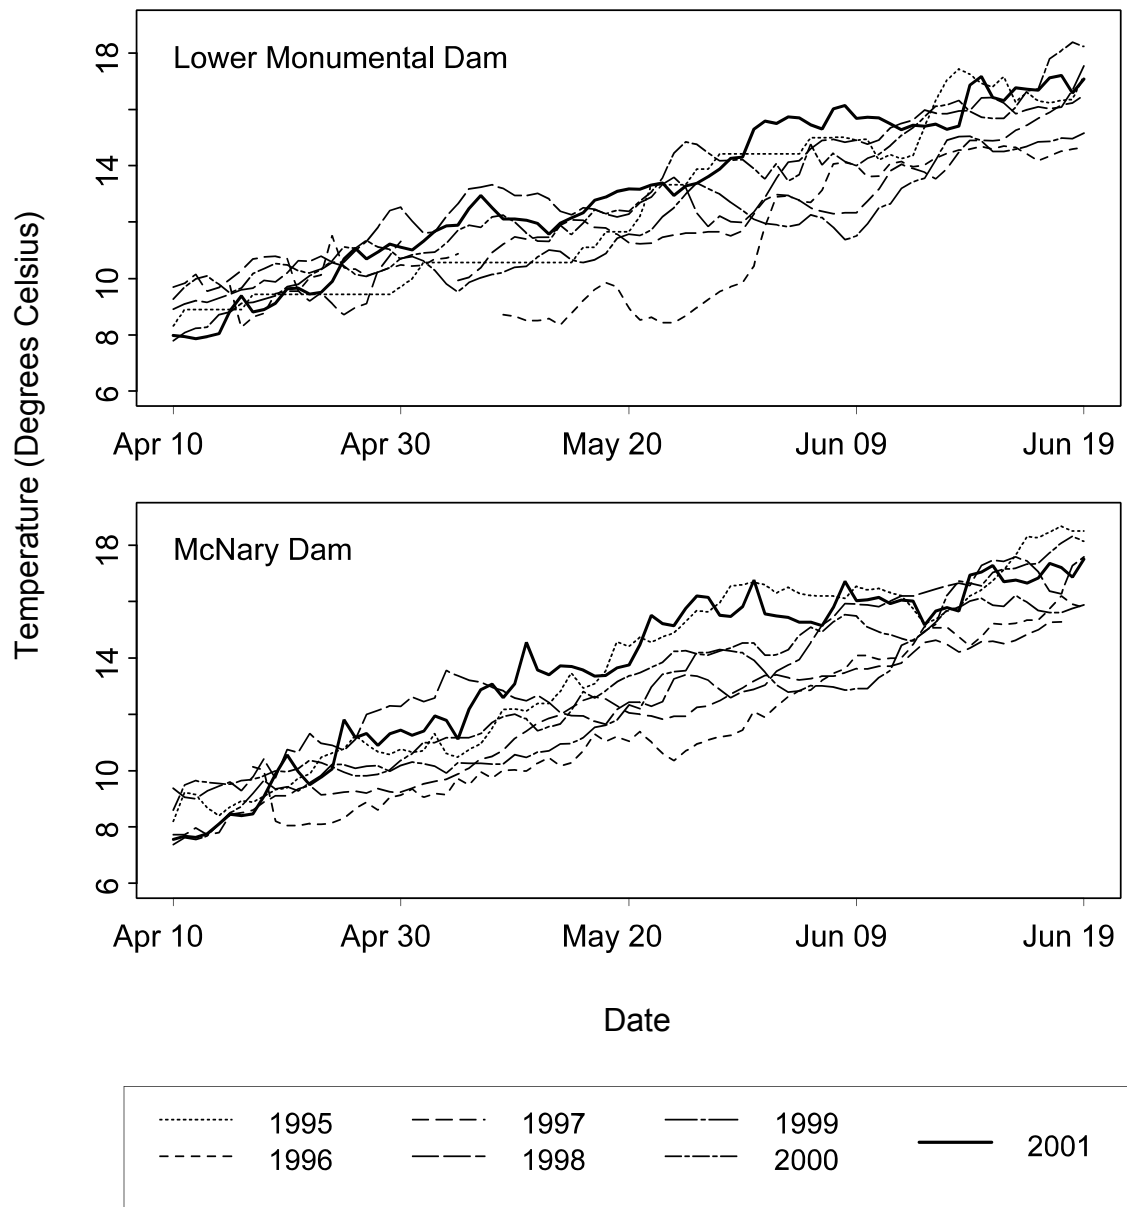 Lower Monumental Dam
18
14
10
8
6
Apr 10 Apr 30 May 20 Jun 09 Jun 19
Temperature (Degrees Celsius)
McNary Dam
18
14
10
8
6
Apr 10 Apr 30 May 20 Jun 09 Jun 19
Date
1995 1997 1999 2001
1996 1998 2000